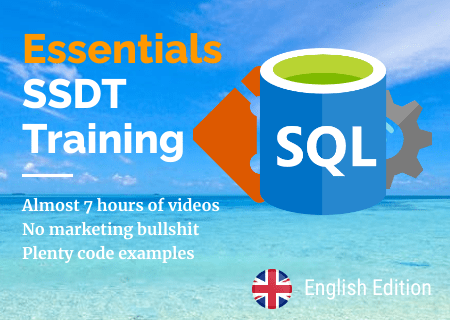 Essentials
SSDT
Training
SQL
Almost 7 hours of videos
No marketing bullshit
Plenty code examples
English Edition